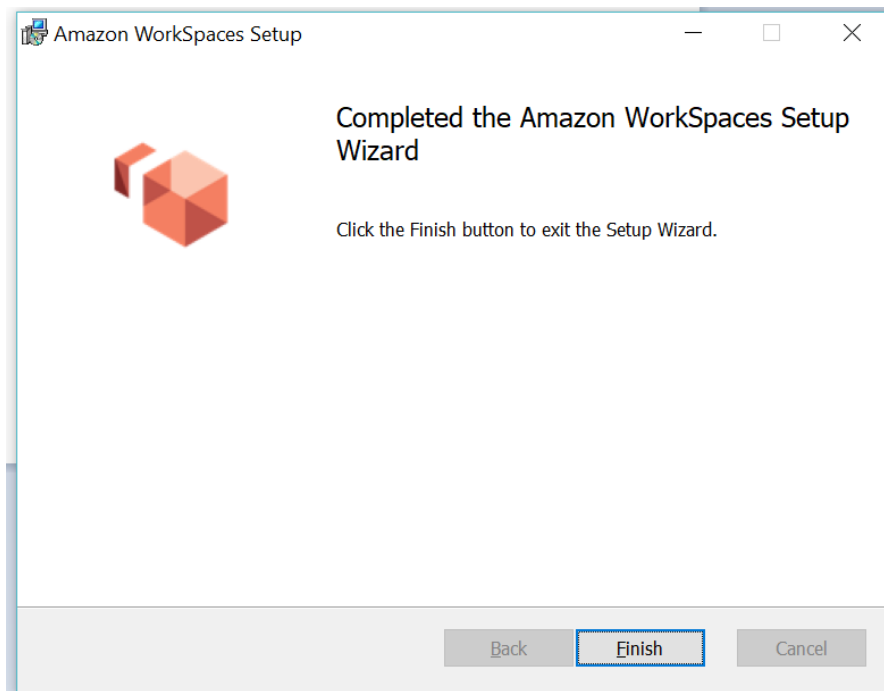 Amazon WorkSpaces Setup
Completed the Amazon WorkSpaces Setup
Wizard
Click the Finish button to exit the Setup Wizard.
Back
Finish
Cancel